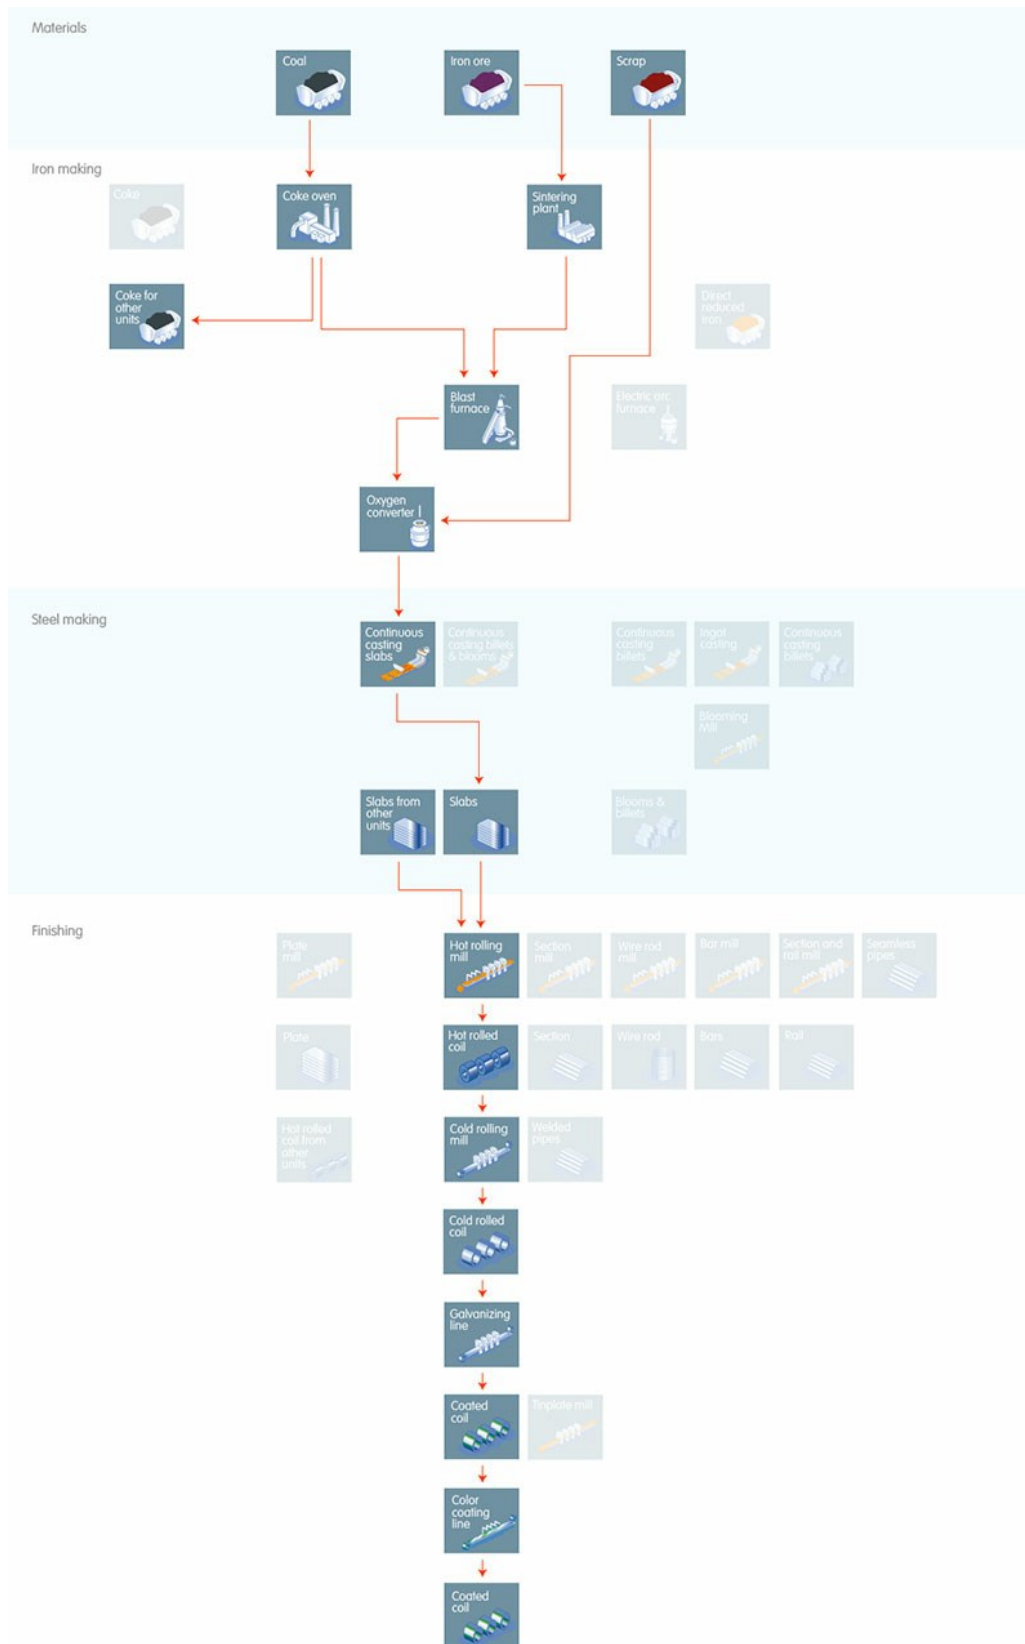 Materials
Coal
Iron ore
Scrap
Iron making
Coke
Coke oven
Sintering
plant
Coke for
other
units
Direct
reduced
iron
Blast
furnace
Electric arc
furnace
Oxygen
converter
Steel making
Continuous
casting
slabs
Continuous
casting billets
& blooms
Continuous
casting
billets
Ingot
casting
Continuous
casting
billets
Blooming
Mill
Slabs from
other
units
Slabs
Blooms &
billets
Finishing
Plate
mill
Hot rolling
mill
Section
mill
Wire rod
mill
Bar mill
Section and
rail mill
Seamless
pipes
Plate
Hot rolled
coil
Section
Wire rod
Bars
Rail
Hot rolled
coil from
other
units
Cold rolling
mill
Welded
pipes
Cold rolled
coil
Galvanizing
line
Coated
coil
Tinplate mill
Color
coating
line
Coated
coil